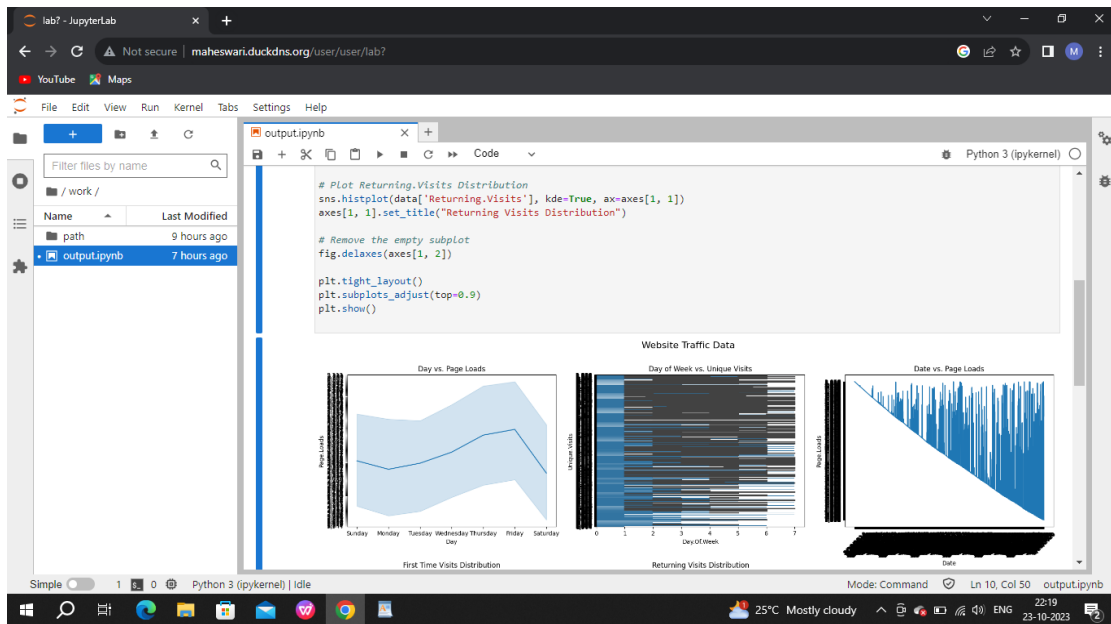 lab? - JupyterLab
Not secure | maheswari.duckdns.org/user/user/lab?
M
YouTube Maps
File Edit View Run Kernel Tabs Settings Help
output.ipynb
Filter files by name
Code
Python 3 (ipykernel)
/ work /
Name Last Modified
path 9 hours ago
output.ipynb 7 hours ago
# Plot Returning.Visits Distribution
sns.histplot(data['Returning.Visits'], kde=True, ax=axes[1, 1])
axes[1, 1].set_title("Returning Visits Distribution")
# Remove the empty subplot
fig.delaxes(axes[1, 2])
plt.tight_layout()
plt.subplots_adjust(top=0.9)
plt.show()
Website Traffic Data
Day vs. Page Loads
Page Loads
Sunday Monday Tuesday Wednesday Thursday Friday Saturday
Day
Day of Week vs. Unique Visits
Unique Visits
0 1 2 3 4 5 6 7
Day.Of.Week
Date vs. Page Loads
Page Loads
Date
First Time Visits Distribution
Returning Visits Distribution
Simple 1 0 Python 3 (ipykernel) | Idle
Mode: Command Ln 10, Col 50 output.ipynb
25°C Mostly cloudy ENG 22:19
23-10-2023
2